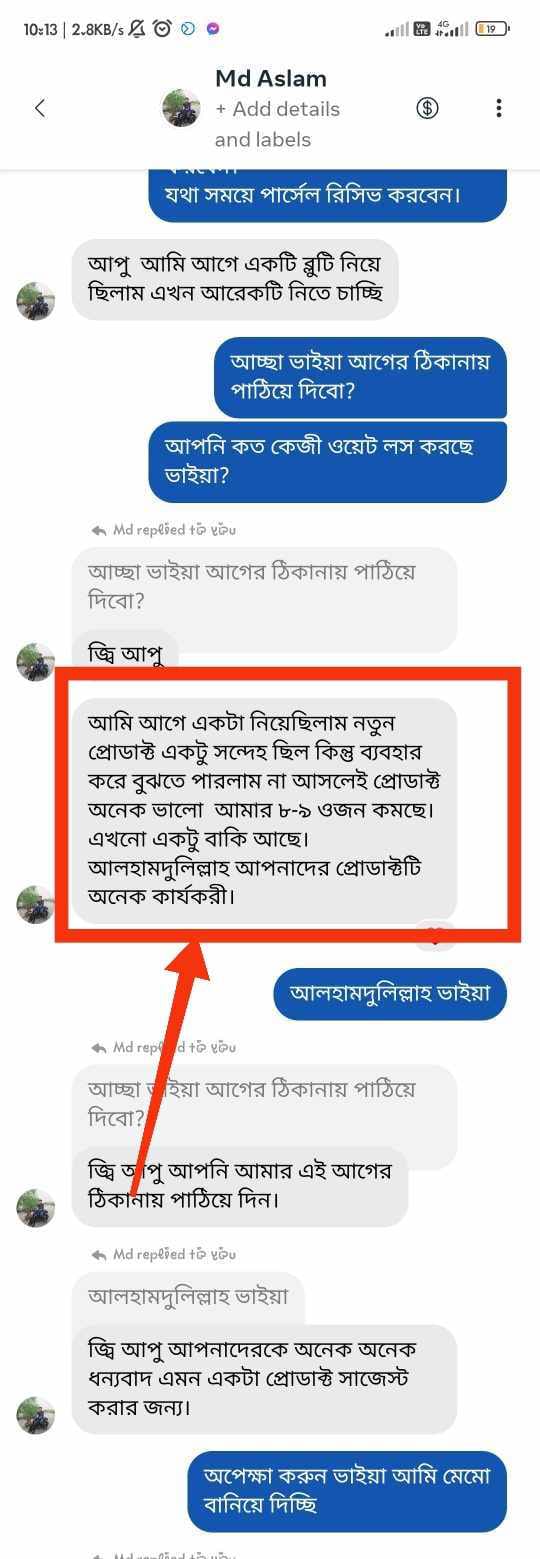 10:13 | 2.8KB/s
Vo LTE 4G 19
Md Aslam
+ Add details
and labels
যথা সময়ে পার্সেল রিসিভ করবেন।
আপু আমি আগে একটি ব্লুটি নিয়ে
ছিলাম এখন আরেকটি নিতে চাচ্ছি
আচ্ছা ভাইয়া আগের ঠিকানায়
পাঠিয়ে দিবো?
আপনি কত কেজী ওয়েট লস করছে
ভাইয়া?
Md replied to you
আচ্ছা ভাইয়া আগের ঠিকানায় পাঠিয়ে
দিবো?
জ্বি আপু
আমি আগে একটা নিয়েছিলাম নতুন
প্রোডাক্ট একটু সন্দেহ ছিল কিন্তু ব্যবহার
করে বুঝতে পারলাম না আসলেই প্রোডাক্ট
অনেক ভালো আমার ৮-৯ ওজন কমছে।
এখনো একটু বাকি আছে।
আলহামদুলিল্লাহ আপনাদের প্রোডাক্টটি
অনেক কার্যকরী।
আলহামদুলিল্লাহ ভাইয়া
Md replied to you
আচ্ছা ভাইয়া আগের ঠিকানায় পাঠিয়ে
দিবো?
জ্বি আপু আপনি আমার এই আগের
ঠিকানায় পাঠিয়ে দিন।
Md replied to you
আলহামদুলিল্লাহ ভাইয়া
জ্বি আপু আপনাদেরকে অনেক অনেক
ধন্যবাদ এমন একটা প্রোডাক্ট সাজেস্ট
করার জন্য।
অপেক্ষা করুন ভাইয়া আমি মেমো
বানিয়ে দিচ্ছি
Md replied to you